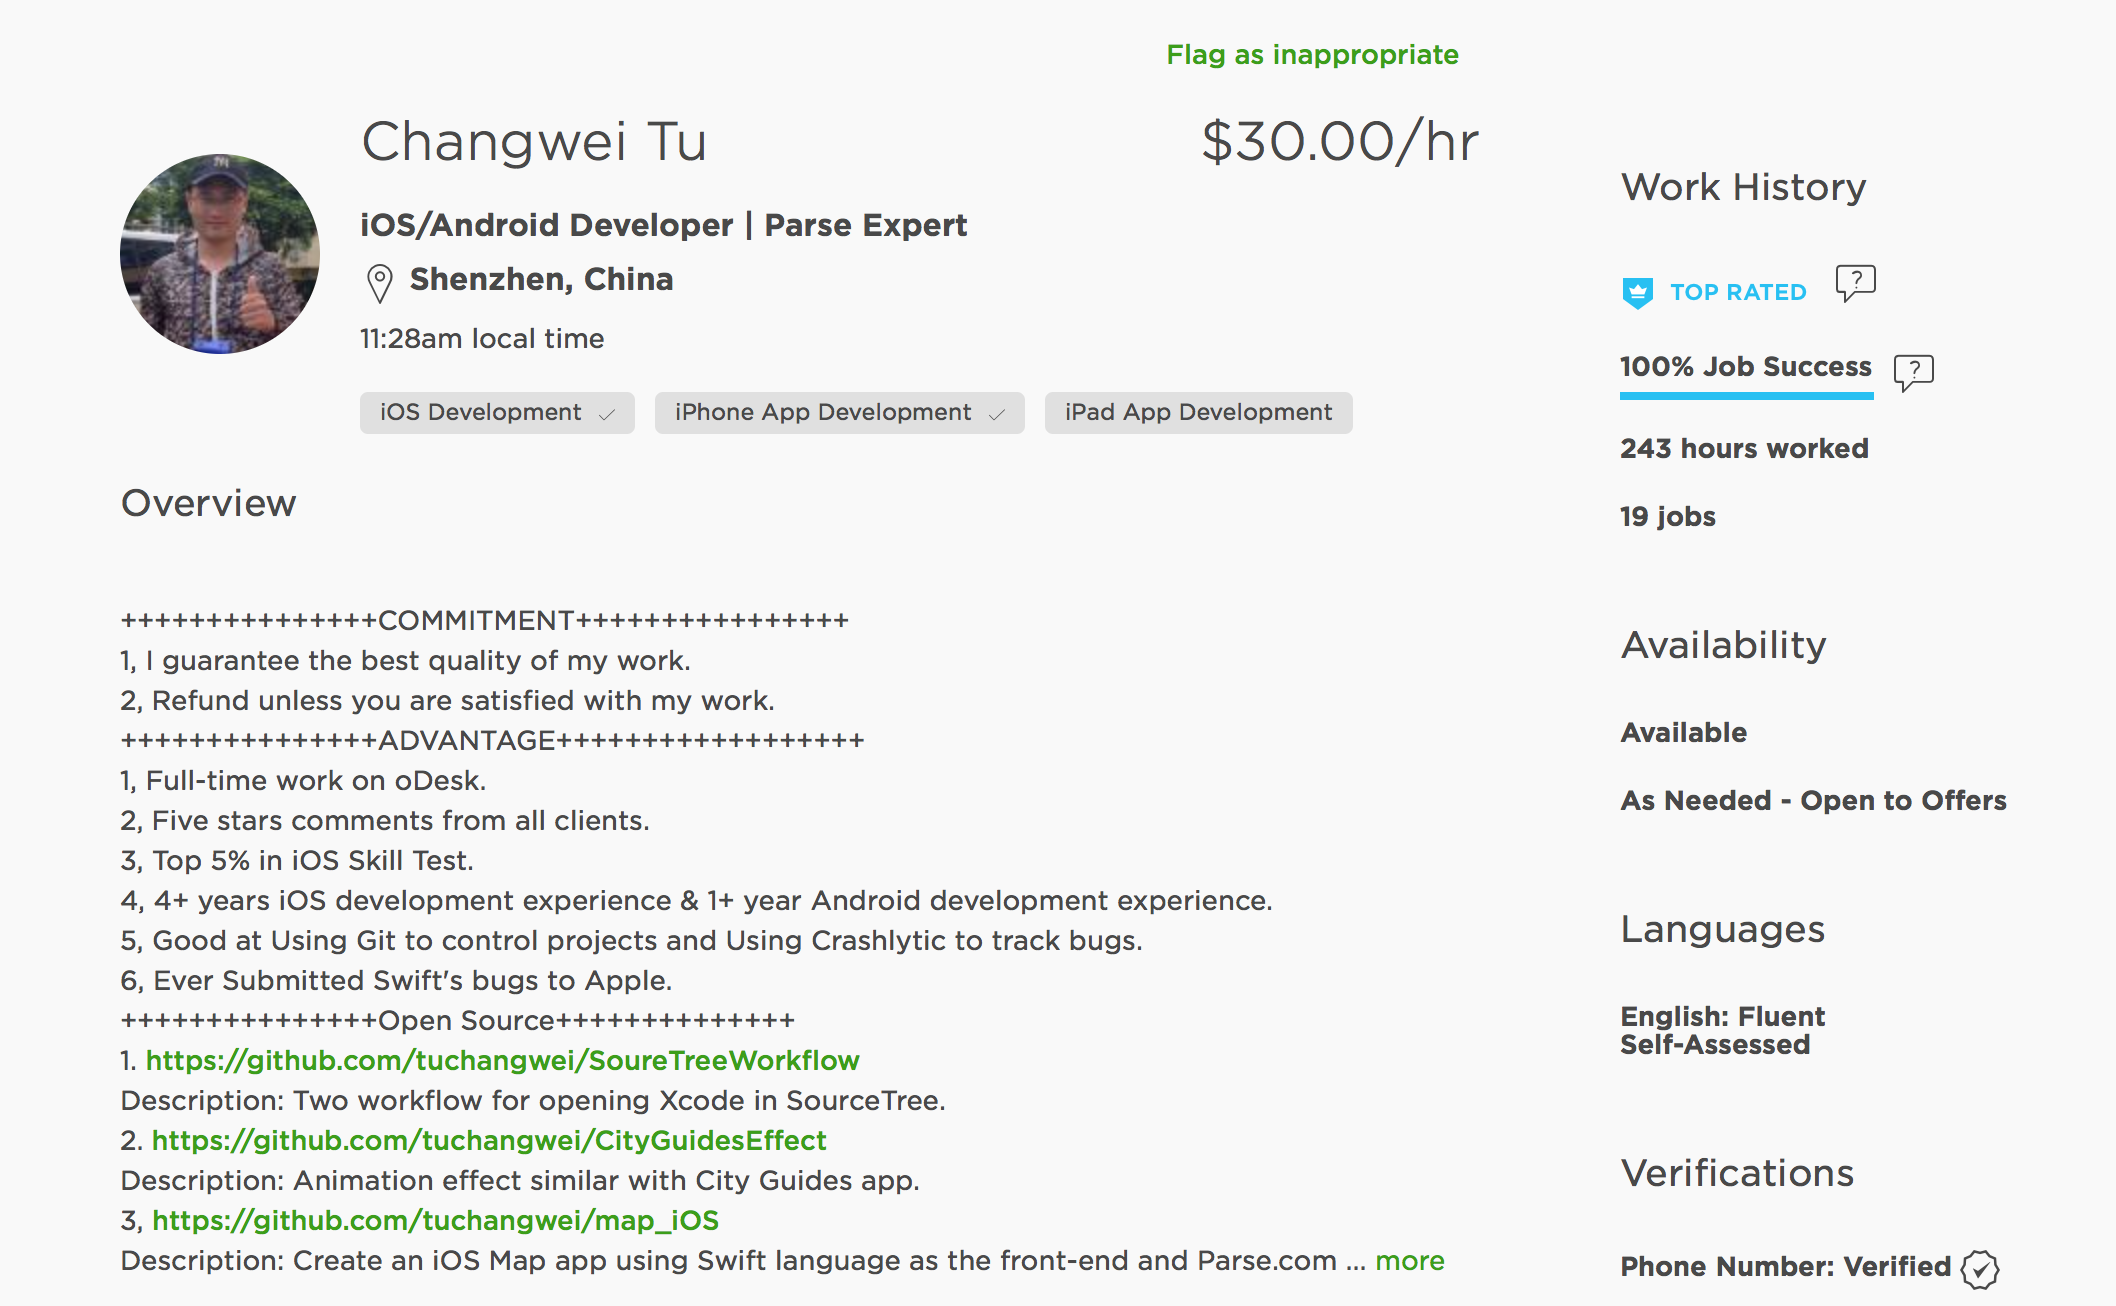 Flag as inappropriate
Changwei Tu
$30.00/hr
iOS/Android Developer | Parse Expert
Shenzhen, China
11:28am local time
iOS Development
iPhone App Development
iPad App Development
Overview
+++++++++++++++COMMITMENT++++++++++++++++
1, I guarantee the best quality of my work.
2, Refund unless you are satisfied with my work.
+++++++++++++++ADVANTAGE++++++++++++++++++
1, Full-time work on oDesk.
2, Five stars comments from all clients.
3, Top 5% in iOS Skill Test.
4, 4+ years iOS development experience & 1+ year Android development experience.
5, Good at Using Git to control projects and Using Crashlytic to track bugs.
6, Ever Submitted Swift's bugs to Apple.
+++++++++++++++Open Source++++++++++++++
1. https://github.com/tuchangwei/SoureTreeWorkflow
Description: Two workflow for opening Xcode in SourceTree.
2. https://github.com/tuchangwei/CityGuidesEffect
Description: Animation effect similar with City Guides app.
3, https://github.com/tuchangwei/map_iOS
Description: Create an iOS Map app using Swift language as the front-end and Parse.com ... more
Work History
TOP RATED
?
100% Job Success
?
243 hours worked
19 jobs
Availability
Available
As Needed - Open to Offers
Languages
English: Fluent
Self-Assessed
Verifications
Phone Number: Verified